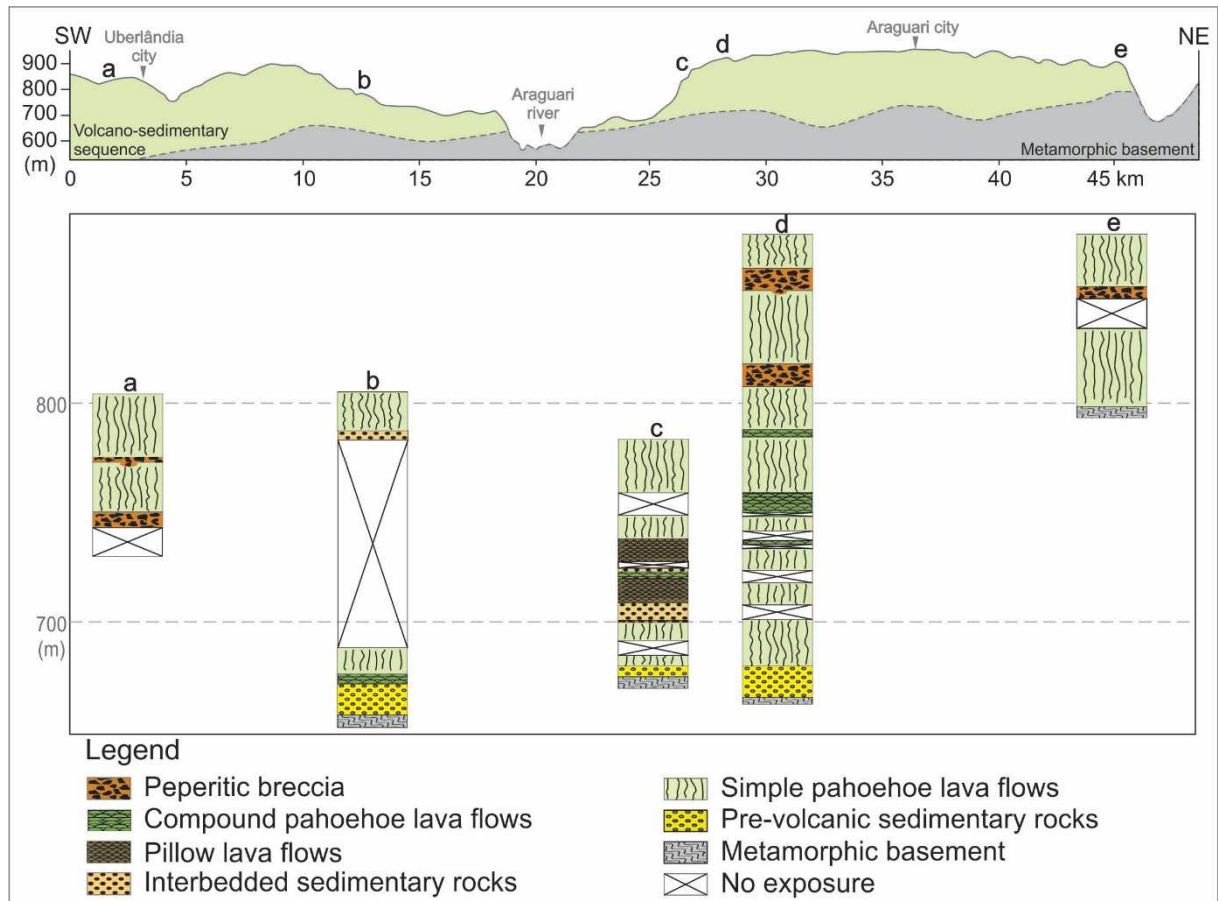 SW
Uberlândia
city
a
b
Araguari
river
c
d
Araguari city
e
NE
900
800
700
600
(m)
Volcano-sedimentary
sequence
Metamorphic basement
0
5
10
15
20
25
30
35
40
45 km
a
b
c
d
e
800
700
(m)
Legend
Peperitic breccia
Compound pahoehoe lava flows
Pillow lava flows
Interbedded sedimentary rocks
Simple pahoehoe lava flows
Pre-volcanic sedimentary rocks
Metamorphic basement
No exposure